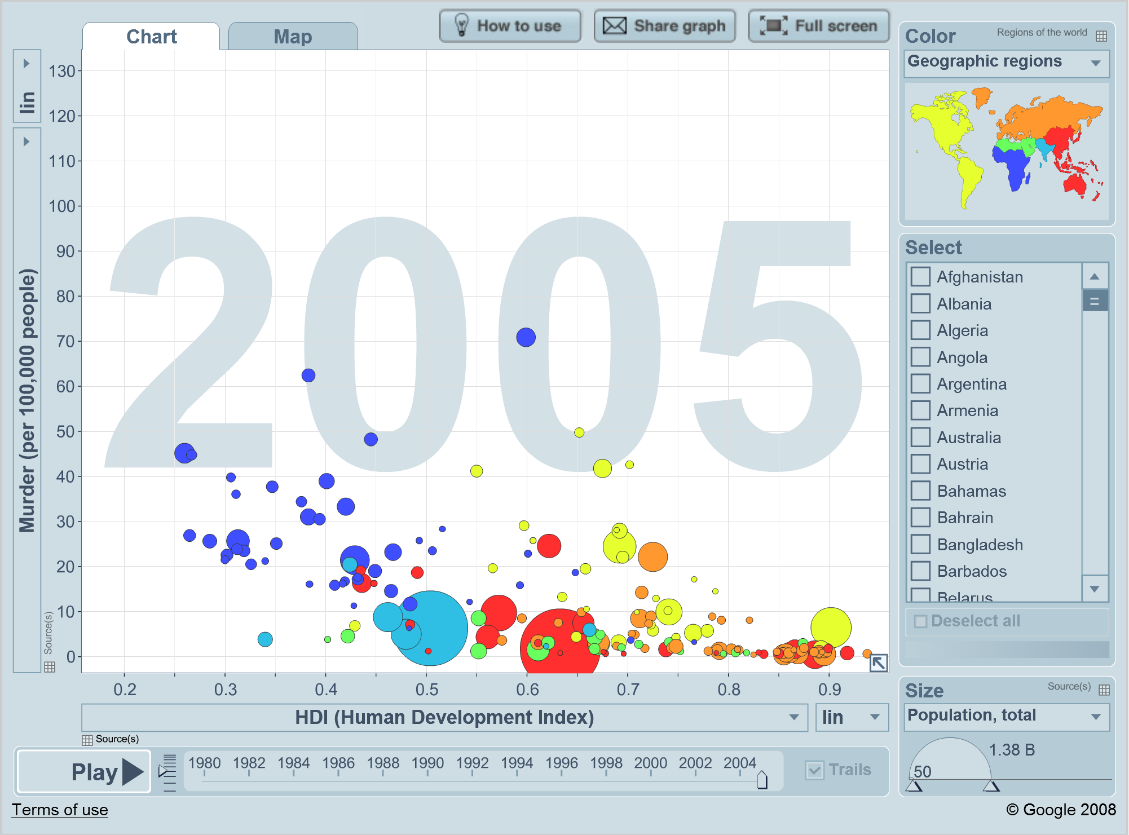 How to use
Share graph
Full screen
Chart
Map
Color
Regions of the world
Geographic regions
lin
Murder (per 100,000 people)
Source(s)
130
120
110
100
90
80
70
60
50
40
30
20
10
0
2005
0.2 0.3 0.4 0.5 0.6 0.7 0.8 0.9
HDI (Human Development Index)
lin
Source(s)
Select
Afghanistan
Albania
Algeria
Angola
Argentina
Armenia
Australia
Austria
Bahamas
Bahrain
Bangladesh
Barbados
Belarus
Deselect all
Size
Source(s)
Population, total
1.38 B
50
Play
1980 1982 1984 1986 1988 1990 1992 1994 1996 1998 2000 2002 2004
Trails
Terms of use
© Google 2008